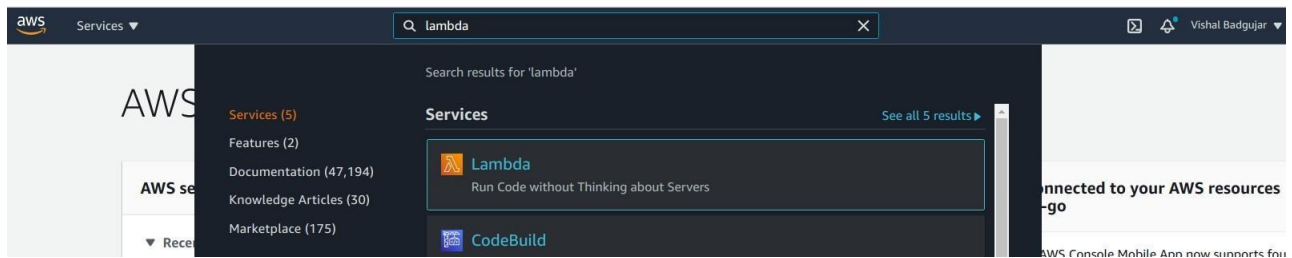 aws Services ▼ lambda Vishal Badgujar ▼
Search results for 'lambda'
AWS
Services (5)
Features (2)
Documentation (47,194)
Knowledge Articles (30)
Marketplace (175)
Services See all 5 results ▶
Lambda
Run Code without Thinking about Servers
CodeBuild
AWS se
▼ Recer
nnected to your AWS resources
-go
AWS Console Mobile App now supports fou